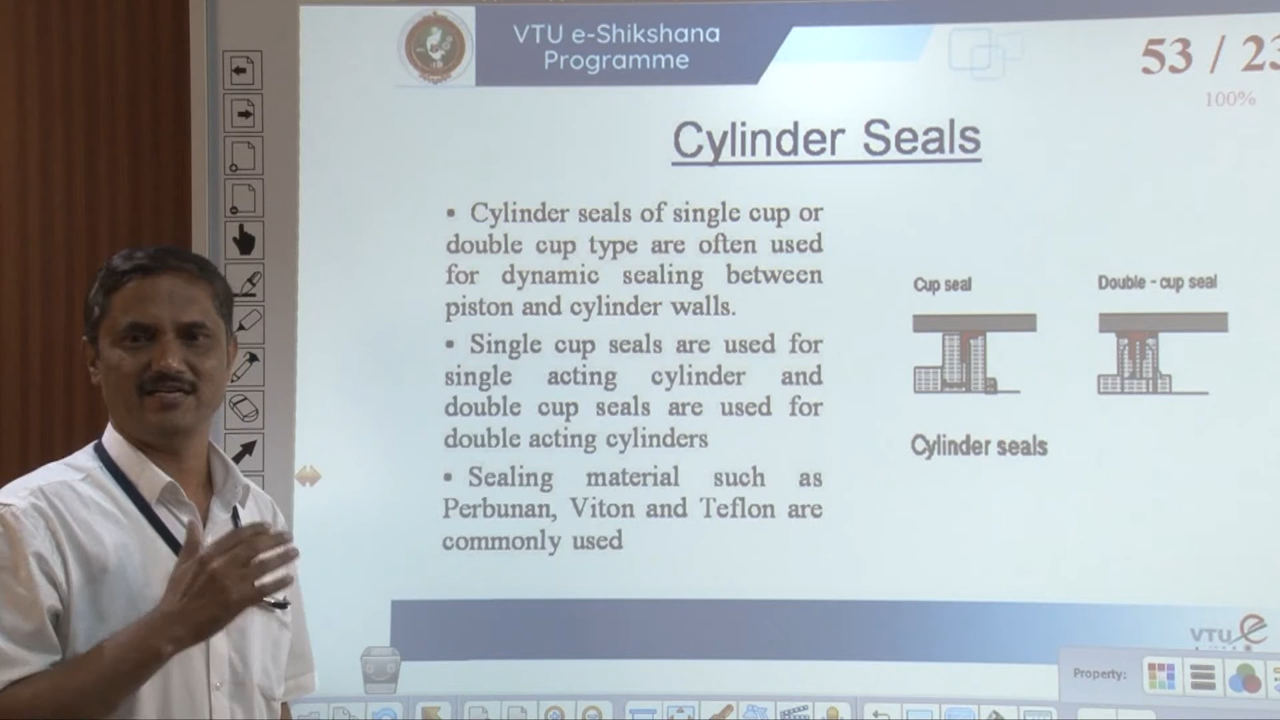 VTU e-Shikshana
Programme
53 / 23
100%
Cylinder Seals
• Cylinder seals of single cup or
double cup type are often used
for dynamic sealing between
piston and cylinder walls.
• Single cup seals are used for
single acting cylinder and
double cup seals are used for
double acting cylinders
• Sealing material such as
Perbunan, Viton and Teflon are
commonly used
Cup seal
Double - cup seal
Cylinder seals
VTU e
Property: